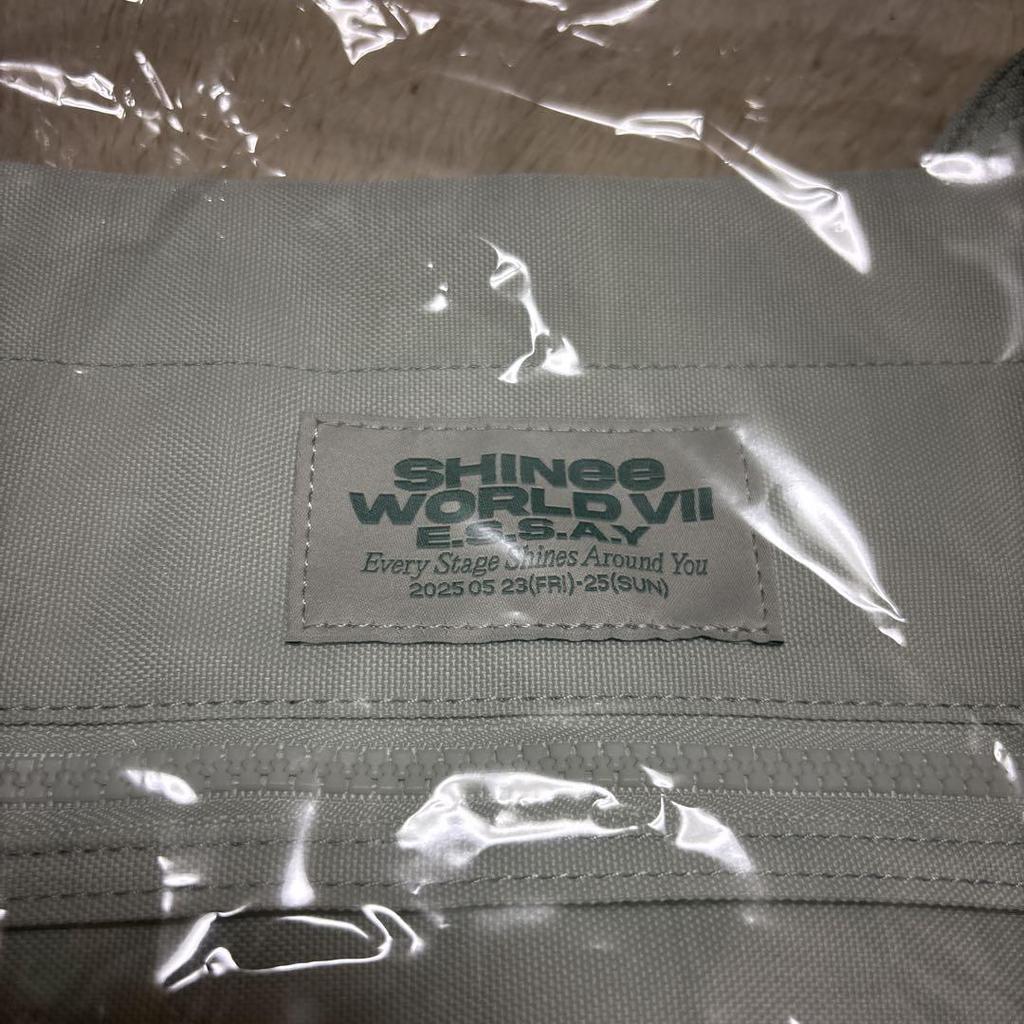 SHINee
WORLD VII
E.S.S.A.Y
Every Stage Shines Around You
2025 05 23(FRI)-25(SUN)